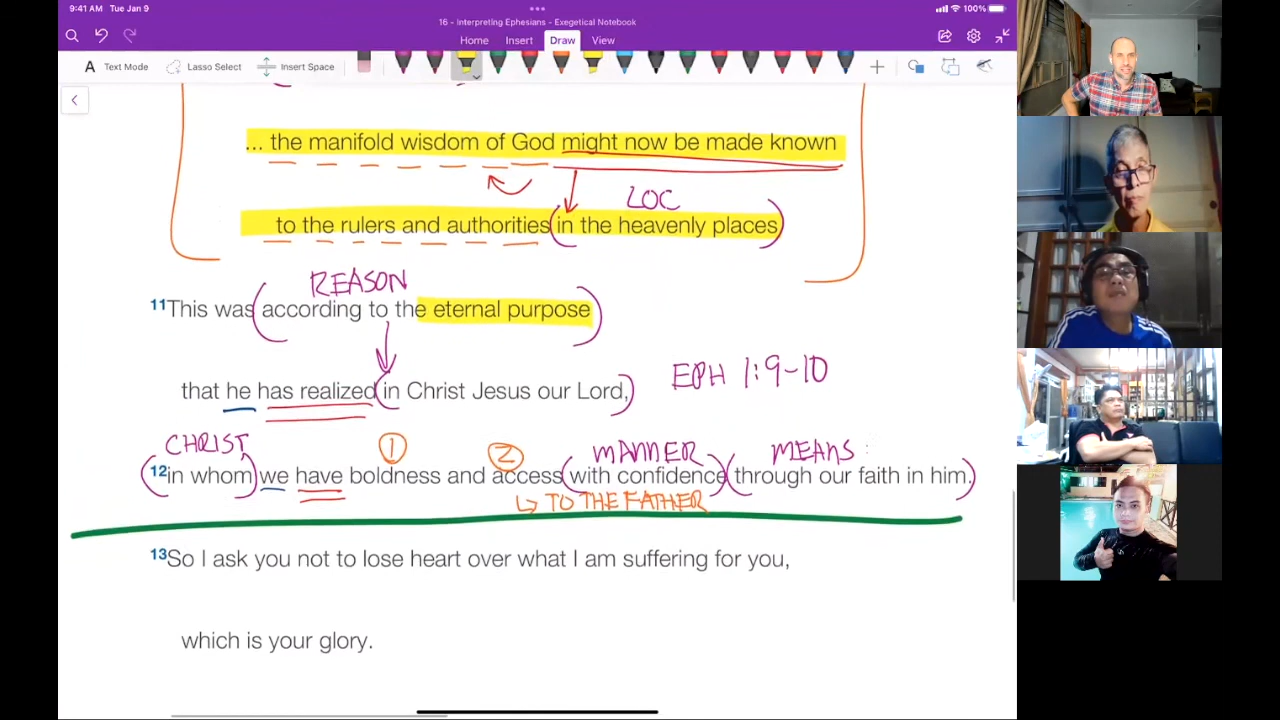 9:41 AM Tue Jan 9
100%
16 - Interpreting Ephesians - Exegetical Notebook
Home Insert Draw View
A Text Mode Lasso Select Insert Space
... the manifold wisdom of God might now be made known
LOC
to the rulers and authorities (in the heavenly places)
REASON
11This was (according to the eternal purpose)
that he has realized (in Christ Jesus our Lord,) EPH 1:9-10
CHRIST 1 2 MANNER MEANS
(12in whom) we have boldness and access (with confidence) (through our faith in him.)
↳ TO THE FATHER
13So I ask you not to lose heart over what I am suffering for you,
which is your glory.